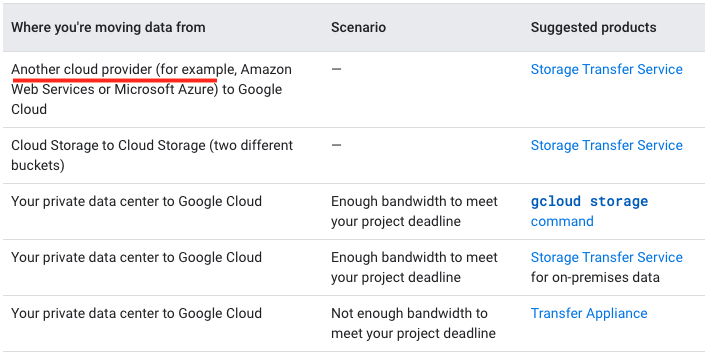 Where you're moving data from Scenario Suggested products
Another cloud provider (for example, Amazon — Storage Transfer Service
Web Services or Microsoft Azure) to Google
Cloud
Cloud Storage to Cloud Storage (two different — Storage Transfer Service
buckets)
Your private data center to Google Cloud Enough bandwidth to meet gcloud storage
your project deadline command
Your private data center to Google Cloud Enough bandwidth to meet Storage Transfer Service
your project deadline for on-premises data
Your private data center to Google Cloud Not enough bandwidth to Transfer Appliance
meet your project deadline